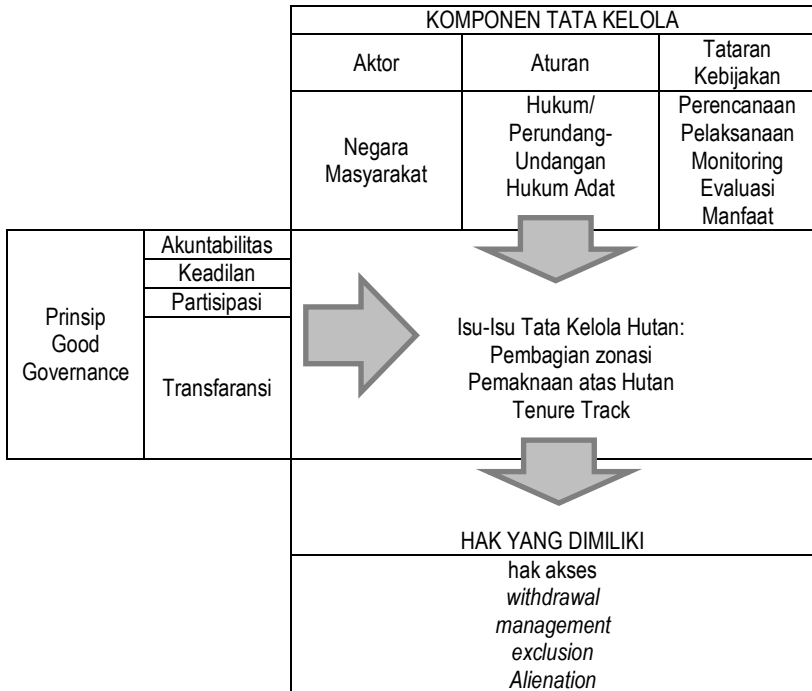 KOMPONEN TATA KELOLA
Aktor
Aturan
Tataran
Kebijakan
Negara
Masyarakat
Hukum/
Perundang-
Undangan
Hukum Adat
Perencanaan
Pelaksanaan
Monitoring
Evaluasi
Manfaat
Prinsip
Good
Governance
Akuntabilitas
Keadilan
Partisipasi
Transfaransi
Isu-Isu Tata Kelola Hutan:
Pembagian zonasi
Pemaknaan atas Hutan
Tenure Track
HAK YANG DIMILIKI
hak akses
withdrawal
management
exclusion
Alienation